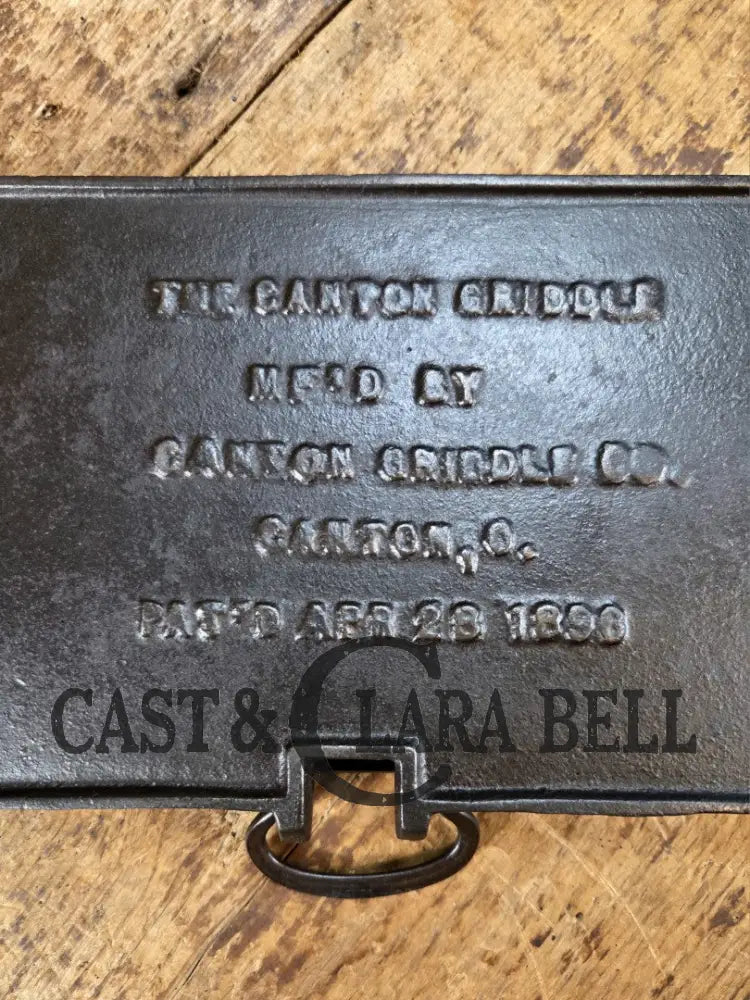 THE CANTON GRIDDLE
MF'D BY
CANTON GRIDDLE CO.
CANTON, O.
PAT'D APR 28 1896
CAST & CLARA BELL